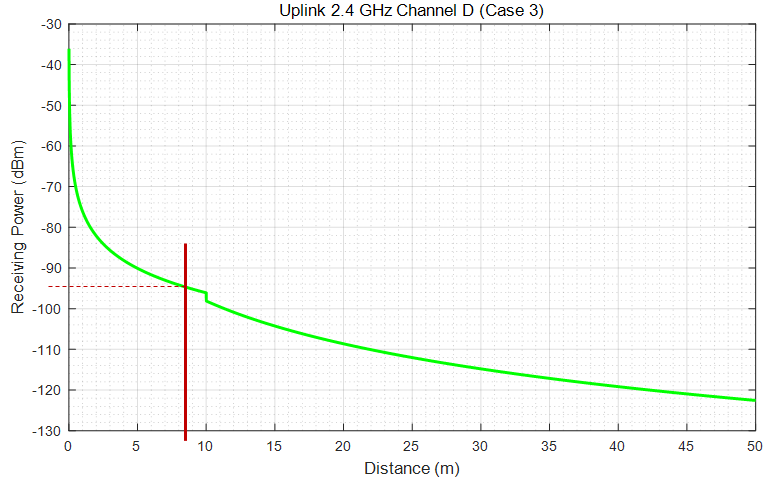 Uplink 2.4 GHz Channel D (Case 3)
-30
-40
-50
-60
-70
-80
-90
-100
-110
-120
-130
Receiving Power (dBm)
0 5 10 15 20 25 30 35 40 45 50
Distance (m)